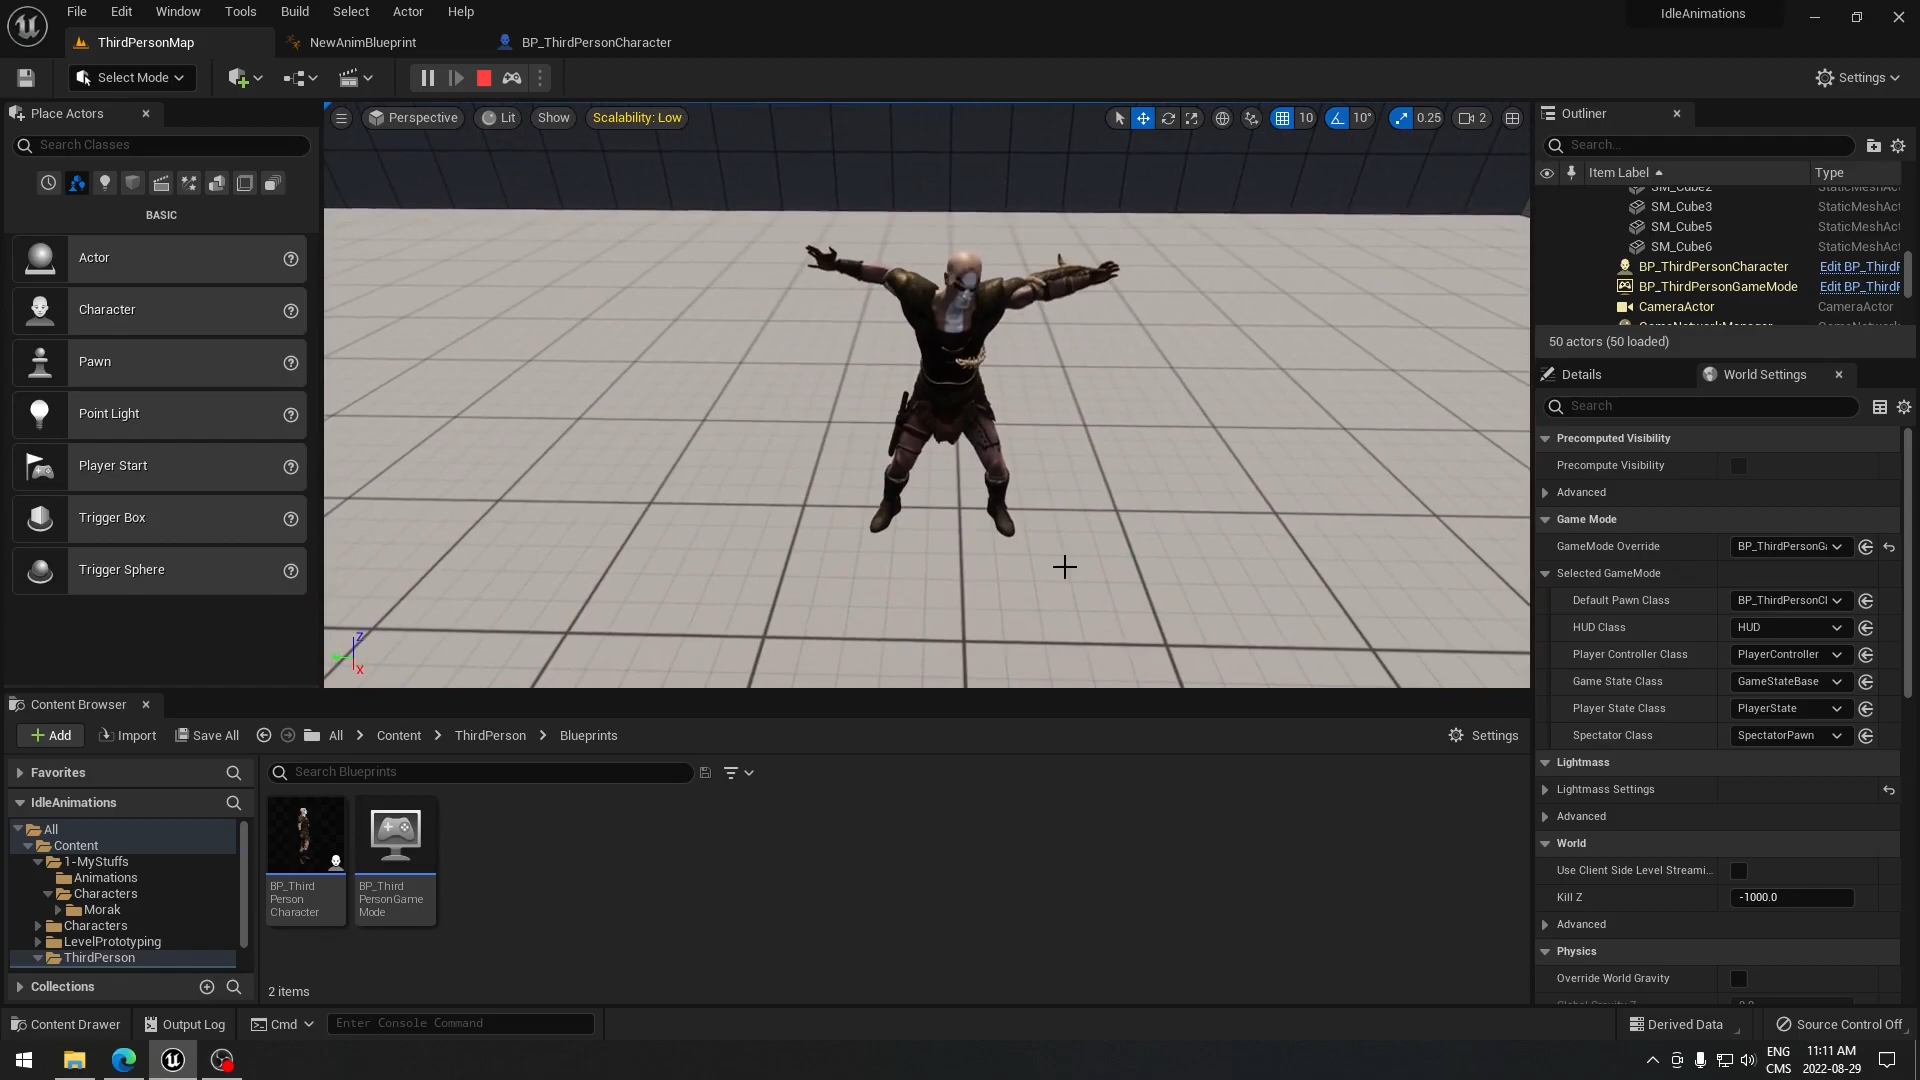 File Edit Window Tools Build Select Actor Help
IdleAnimations
ThirdPersonMap
NewAnimBlueprint
BP_ThirdPersonCharacter
Select Mode
Settings
Place Actors
Search Classes
BASIC
Actor
Character
Pawn
Point Light
Player Start
Trigger Box
Trigger Sphere
Perspective
Lit
Show
Scalability: Low
10
10°
0.25
2
Z
X
Outliner
Search...
Item Label
Type
SM_Cube2 StaticMeshAct
SM_Cube3 StaticMeshAct
SM_Cube5 StaticMeshAct
SM_Cube6 StaticMeshAct
BP_ThirdPersonCharacter Edit BP_ThirdF
BP_ThirdPersonGameMode Edit BP_ThirdF
CameraActor CameraActor
50 actors (50 loaded)
Details
World Settings
Search
Precomputed Visibility
Precompute Visibility
Advanced
Game Mode
GameMode Override BP_ThirdPersonGa
Selected GameMode
Default Pawn Class BP_ThirdPersonCl
HUD Class HUD
Player Controller Class PlayerController
Game State Class GameStateBase
Player State Class PlayerState
Spectator Class SpectatorPawn
Lightmass
Lightmass Settings
Advanced
World
Use Client Side Level Streami...
Kill Z -1000.0
Advanced
Physics
Override World Gravity
Content Browser
Add
Import
Save All
All
Content
ThirdPerson
Blueprints
Settings
Favorites
IdleAnimations
All
Content
1-MyStuffs
Animations
Characters
Morak
Characters
LevelPrototyping
ThirdPerson
Collections
Search Blueprints
BP_Third
Person
Character
BP_Third
PersonGame
Mode
2 items
Content Drawer
Output Log
Cmd
Enter Console Command
Derived Data
Source Control Off
ENG
CMS
11:11 AM
2022-08-29